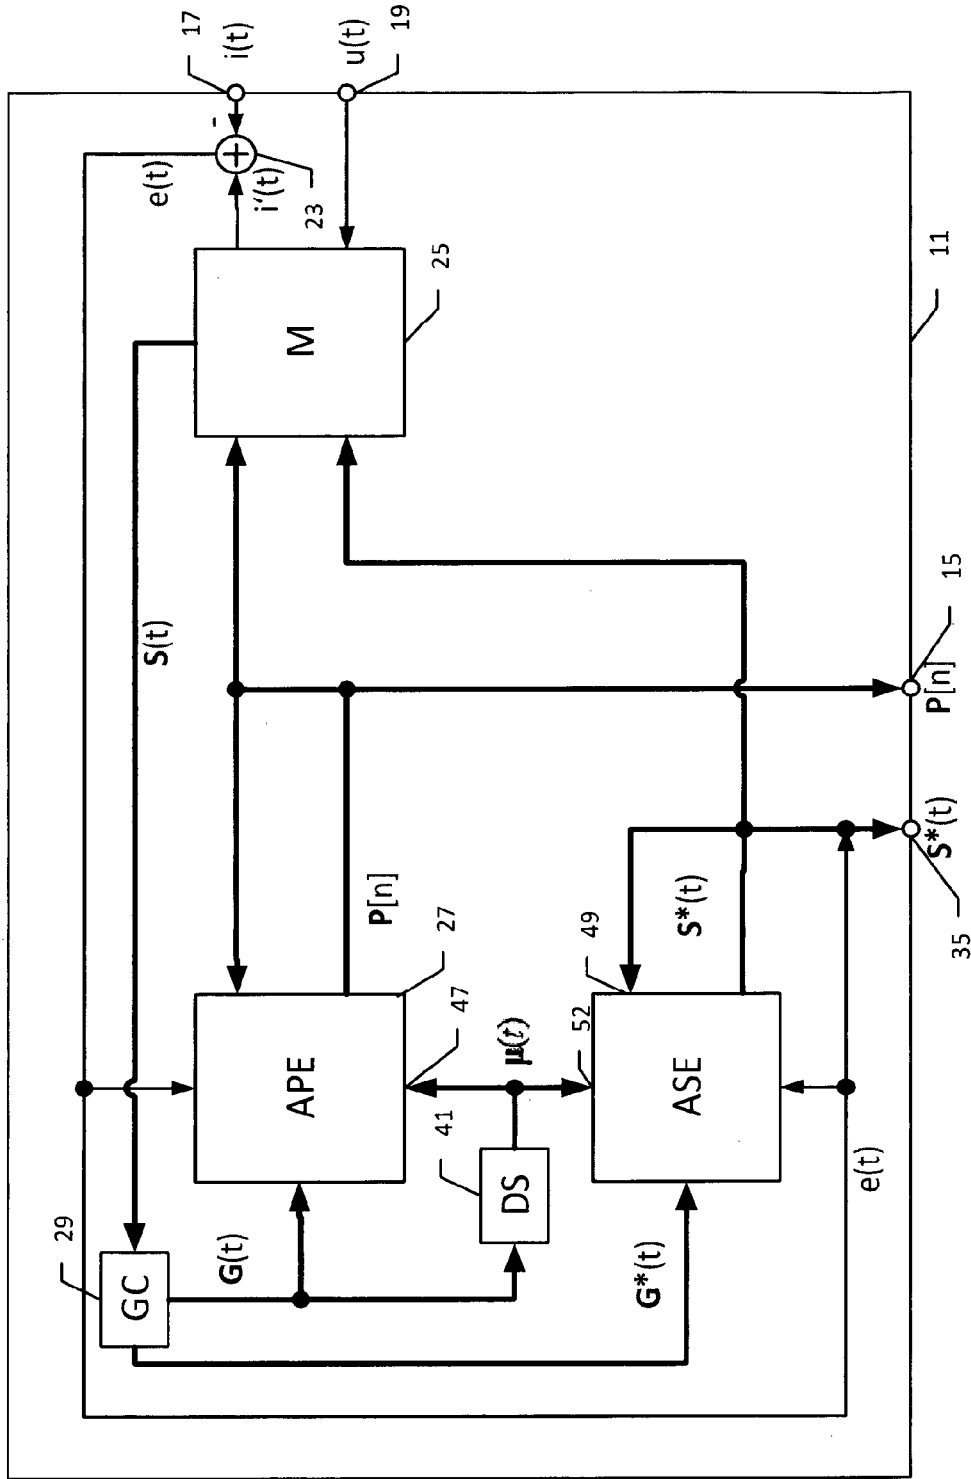 17
i(t)
u(t)
19
-
e(t)
+
i'(t)
23
M
25
11
S(t)
15
P[n]
S*(t)
35
P[n]
27
47
APE
μ(t)
49
S*(t)
52
ASE
41
DS
e(t)
29
GC
G(t)
G*(t)